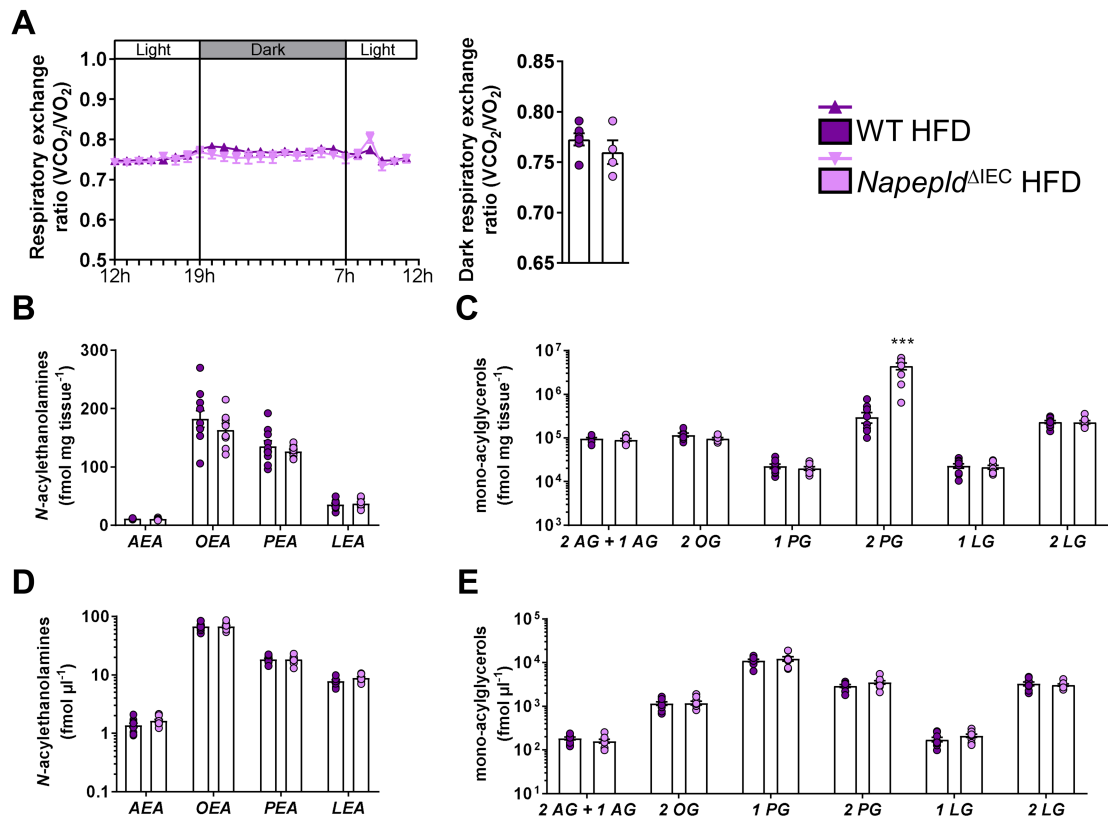 A
Light Dark Light
Respiratory exchange
ratio (VCO₂/VO₂)
1.0
0.9
0.8
0.7
0.6
0.5
12h 19h 7h 12h
Dark respiratory exchange
ratio (VCO₂/VO₂)
0.85
0.80
0.75
0.70
0.65
WT HFD
Napepld^ΔIEC HFD
B
N-acylethanolamines
(fmol mg tissue⁻¹)
300
200
100
0
AEA OEA PEA LEA
C
mono-acylglycerols
(fmol mg tissue⁻¹)
10⁷
10⁶
10⁵
10⁴
10³
***
2 AG + 1 AG 2 OG 1 PG 2 PG 1 LG 2 LG
D
N-acylethanolamines
(fmol µl⁻¹)
100
10
1
0.1
AEA OEA PEA LEA
E
mono-acylglycerols
(fmol µl⁻¹)
10⁵
10⁴
10³
10²
10¹
2 AG + 1 AG 2 OG 1 PG 2 PG 1 LG 2 LG